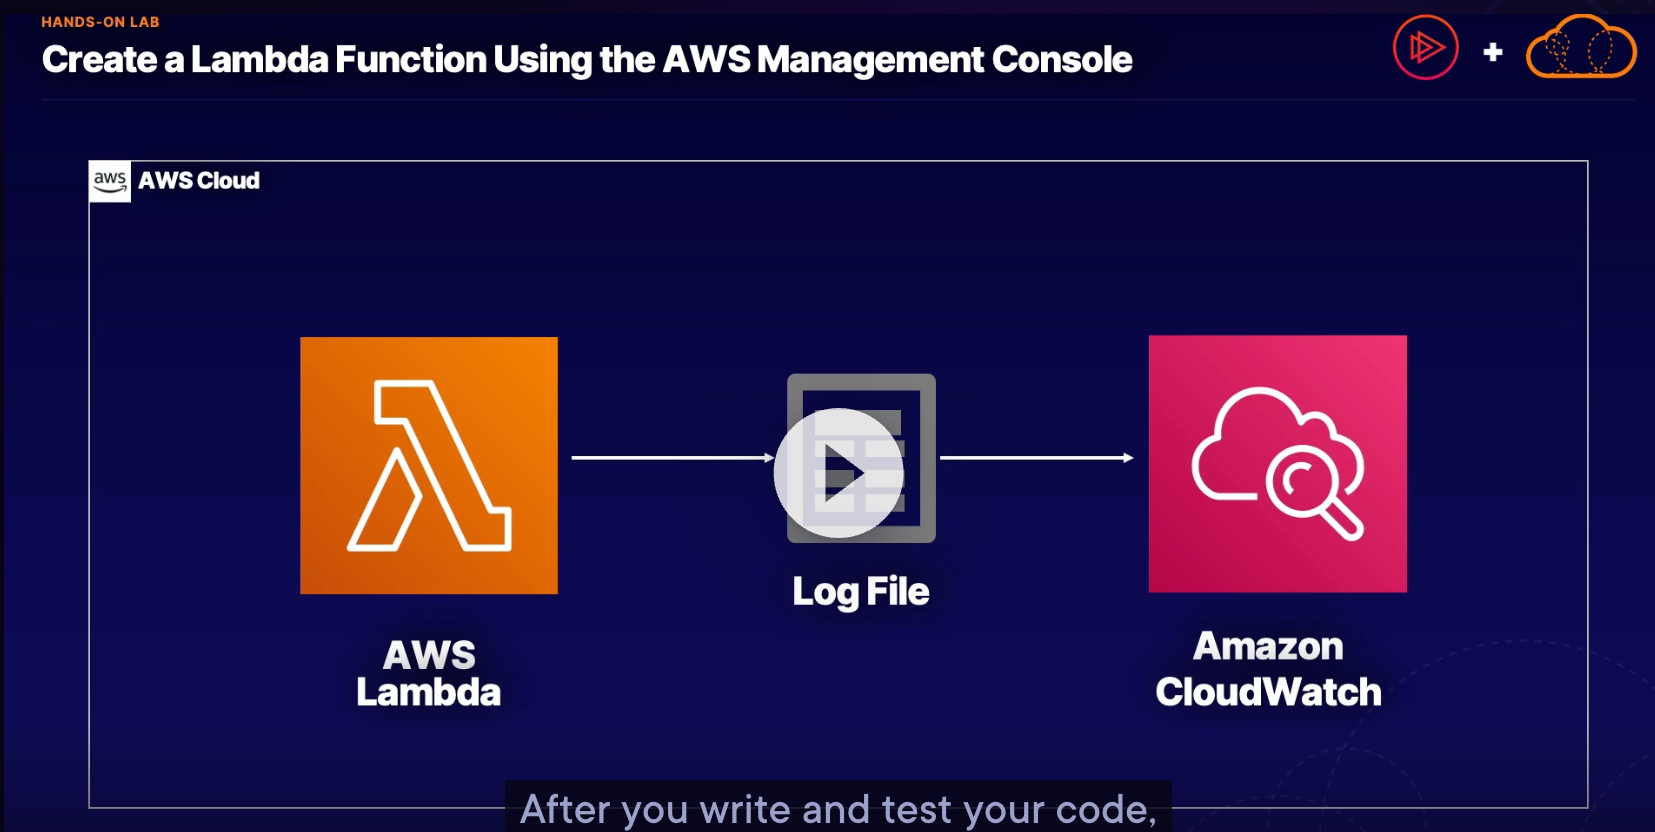 HANDS-ON LAB
Create a Lambda Function Using the AWS Management Console
aws
AWS Cloud
Log File
AWS
Lambda
Amazon
CloudWatch
After you write and test your code,